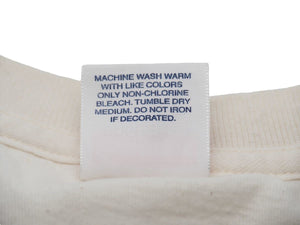 MACHINE WASH WARM
WITH LIKE COLORS
ONLY NON-CHLORINE
BLEACH. TUMBLE DRY
MEDIUM. DO NOT IRON
IF DECORATED.